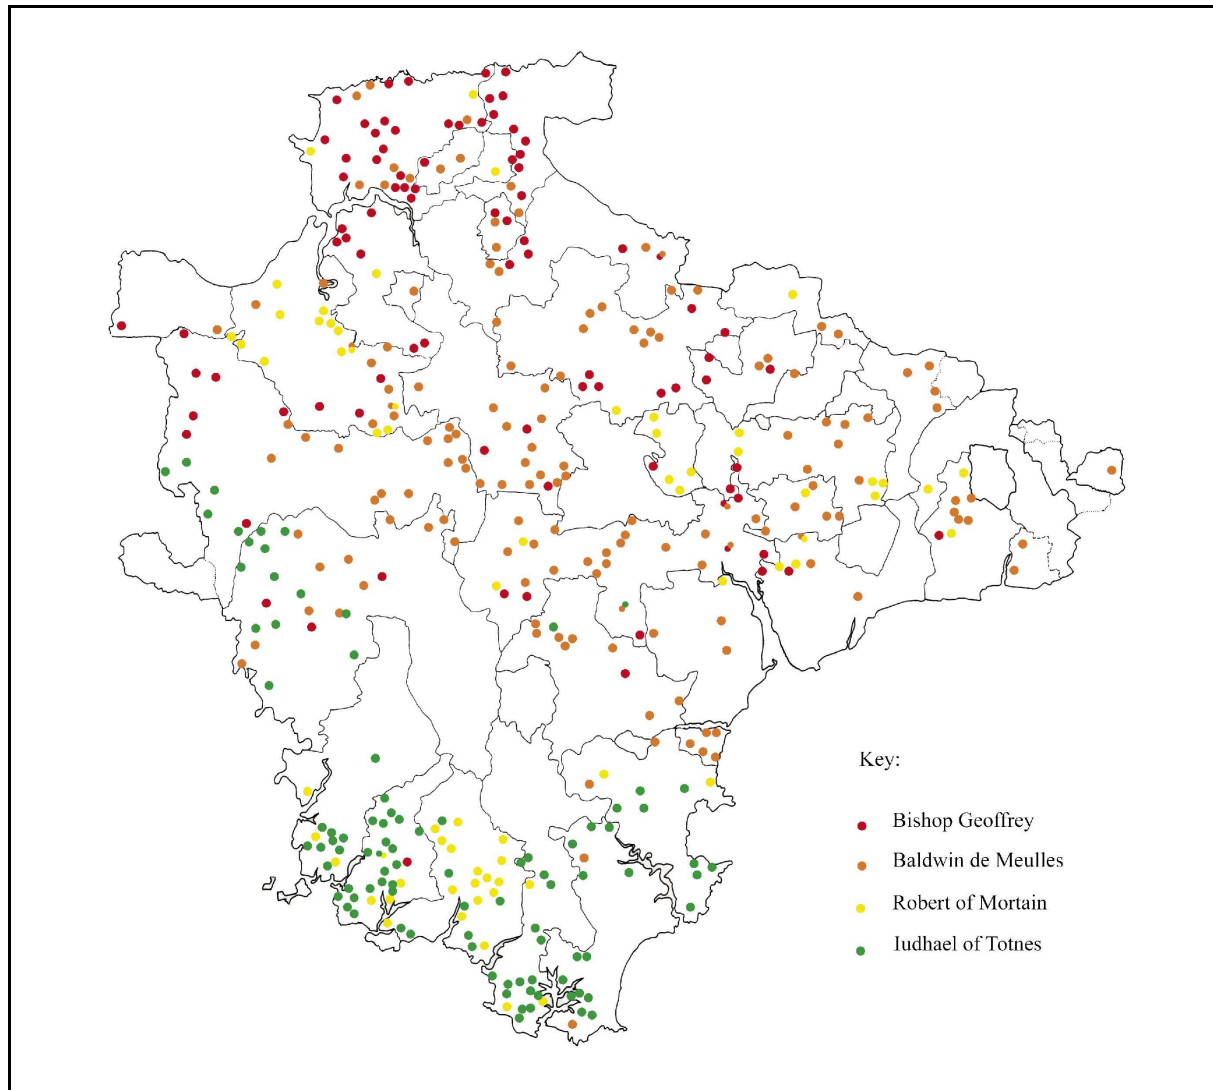 Key:
Bishop Geoffrey
Baldwin de Meulles
Robert of Mortain
Iudhael of Totnes